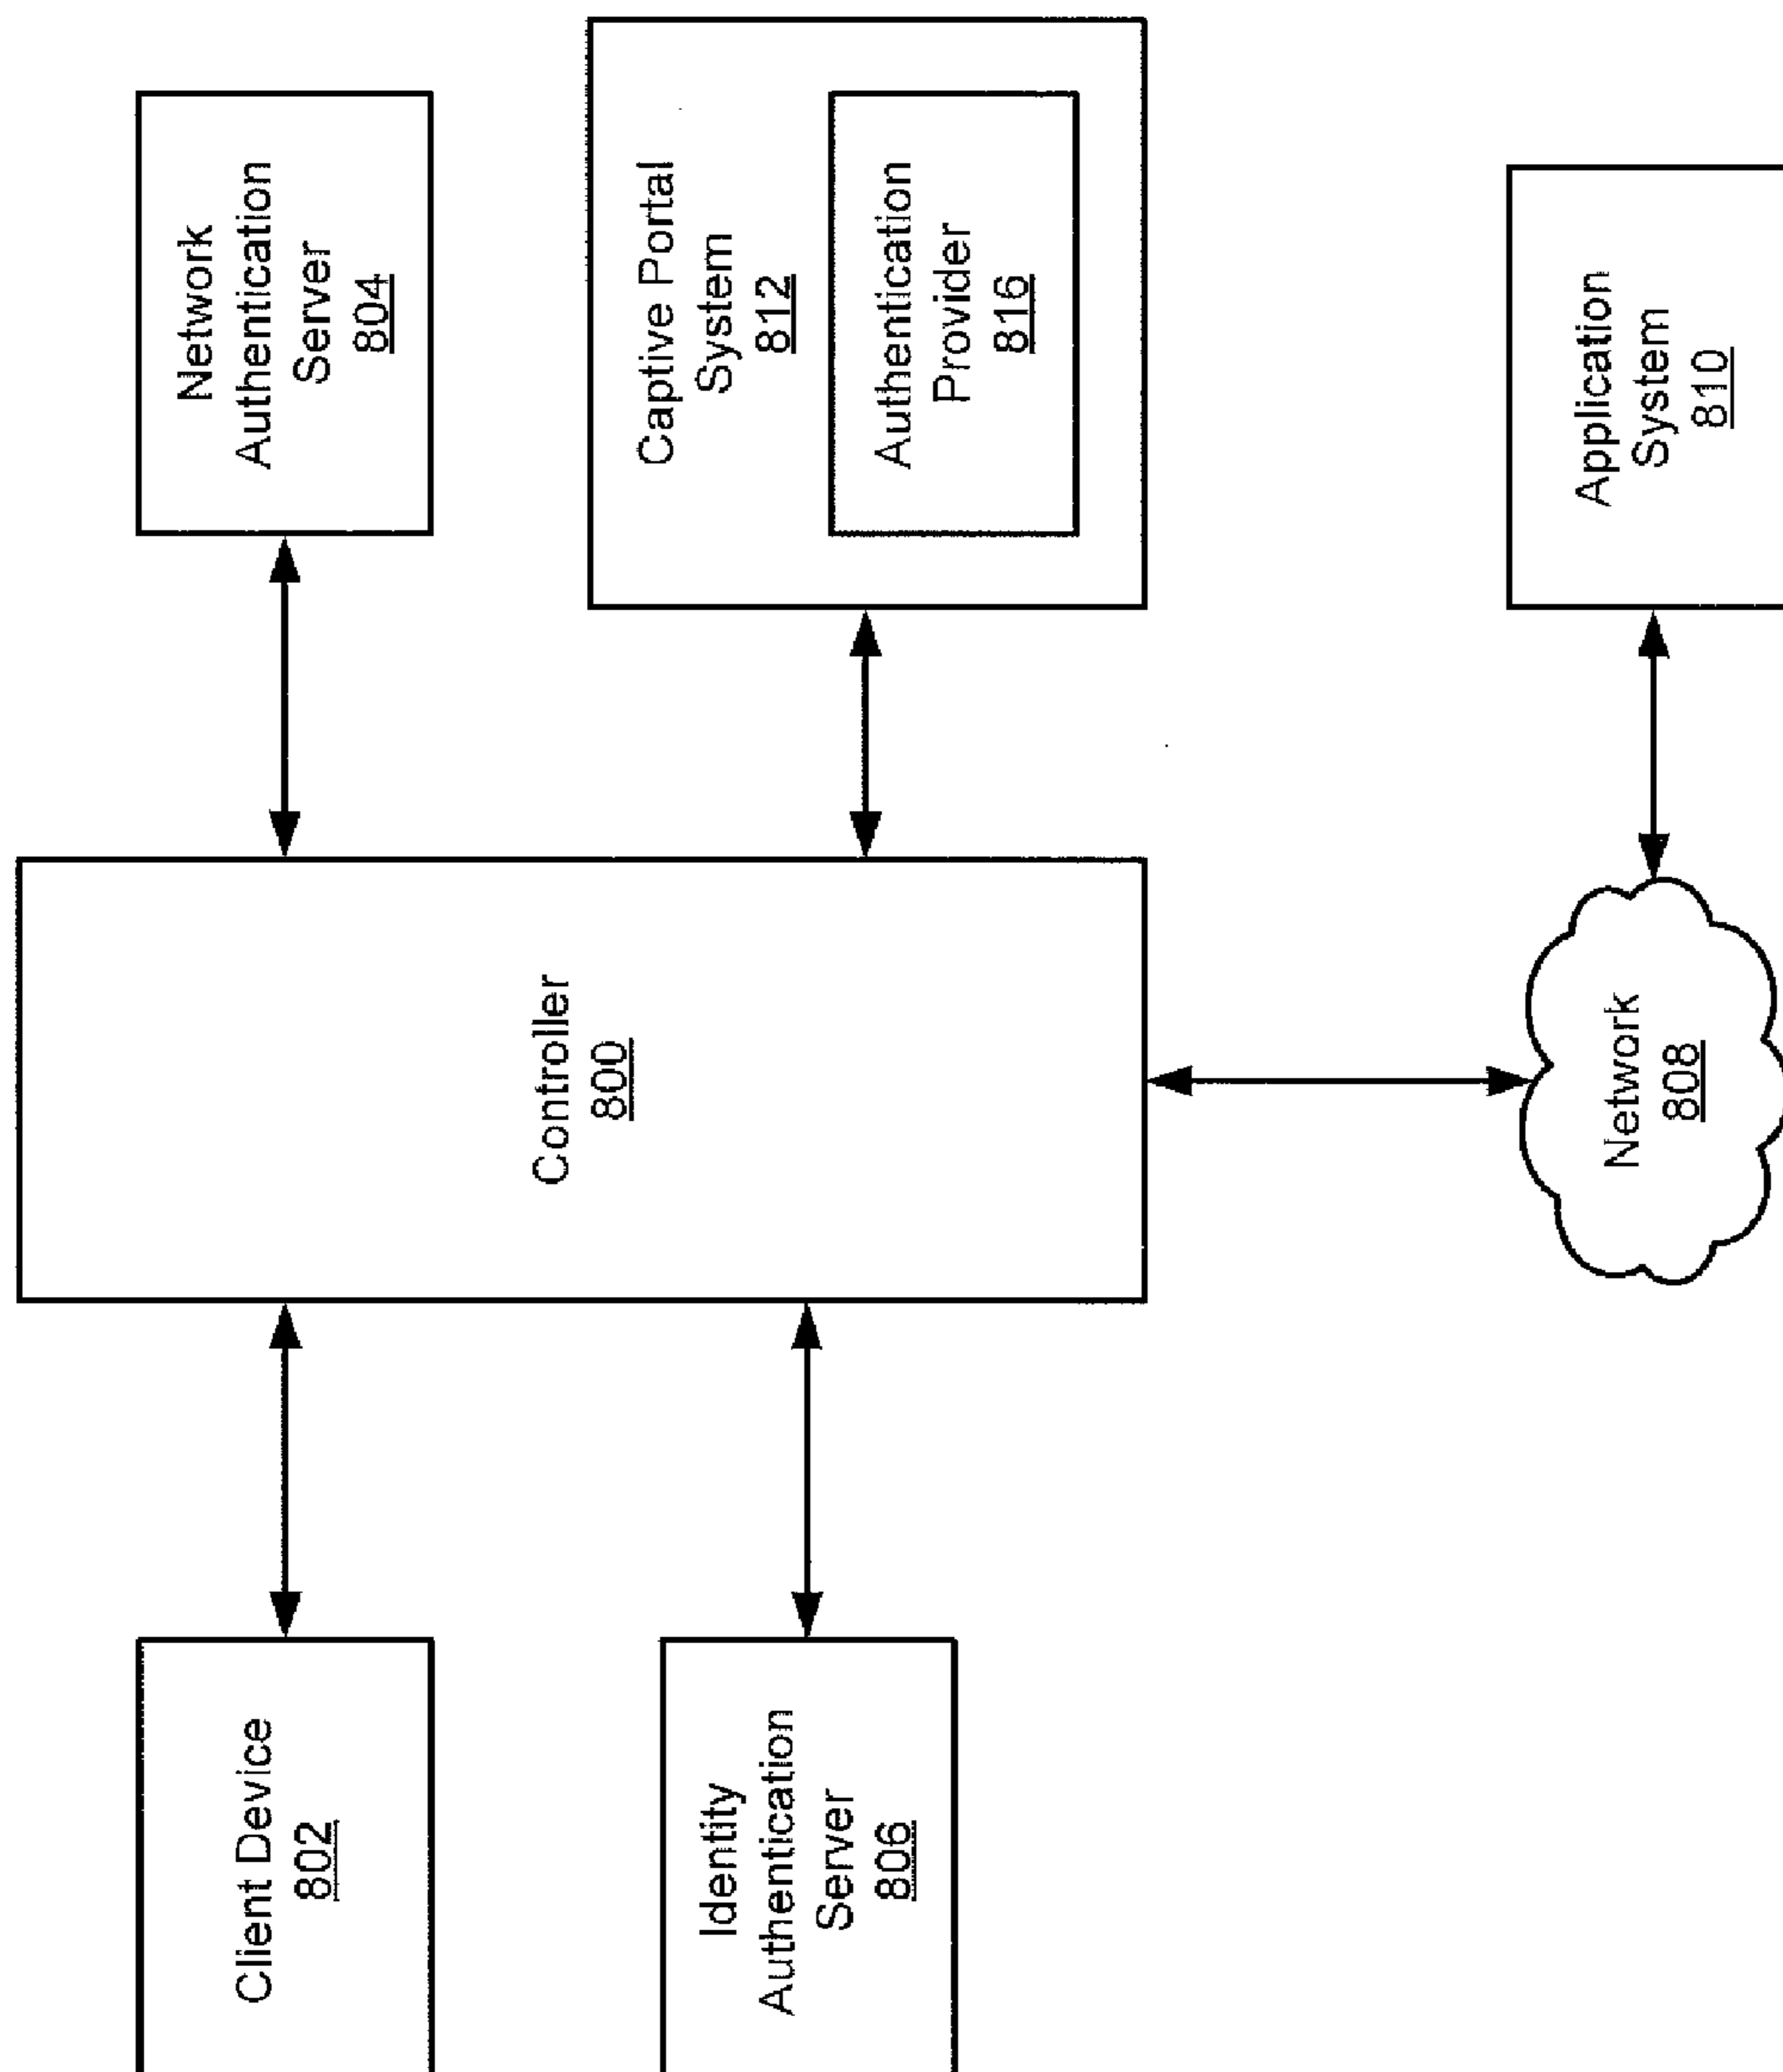 Client Device
802
Controller
800
Network
Authentication
Server
804
Identity
Authentication
Server
806
Captive Portal
System
812
Authentication
Provider
816
Network
808
Application
System
810